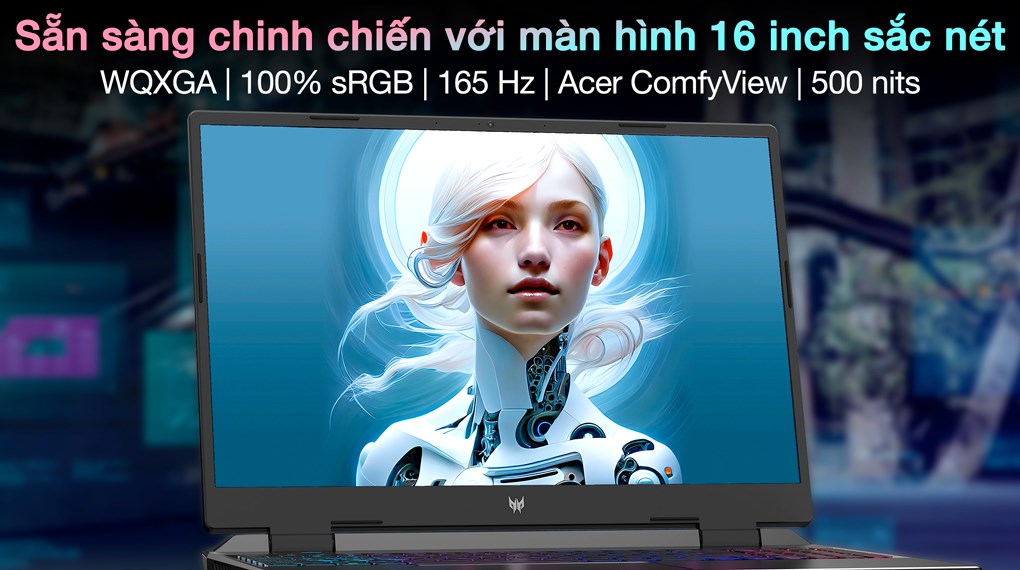 Sẵn sàng chinh chiến với màn hình 16 inch sắc nét
WQXGA | 100% sRGB | 165 Hz | Acer ComfyView | 500 nits